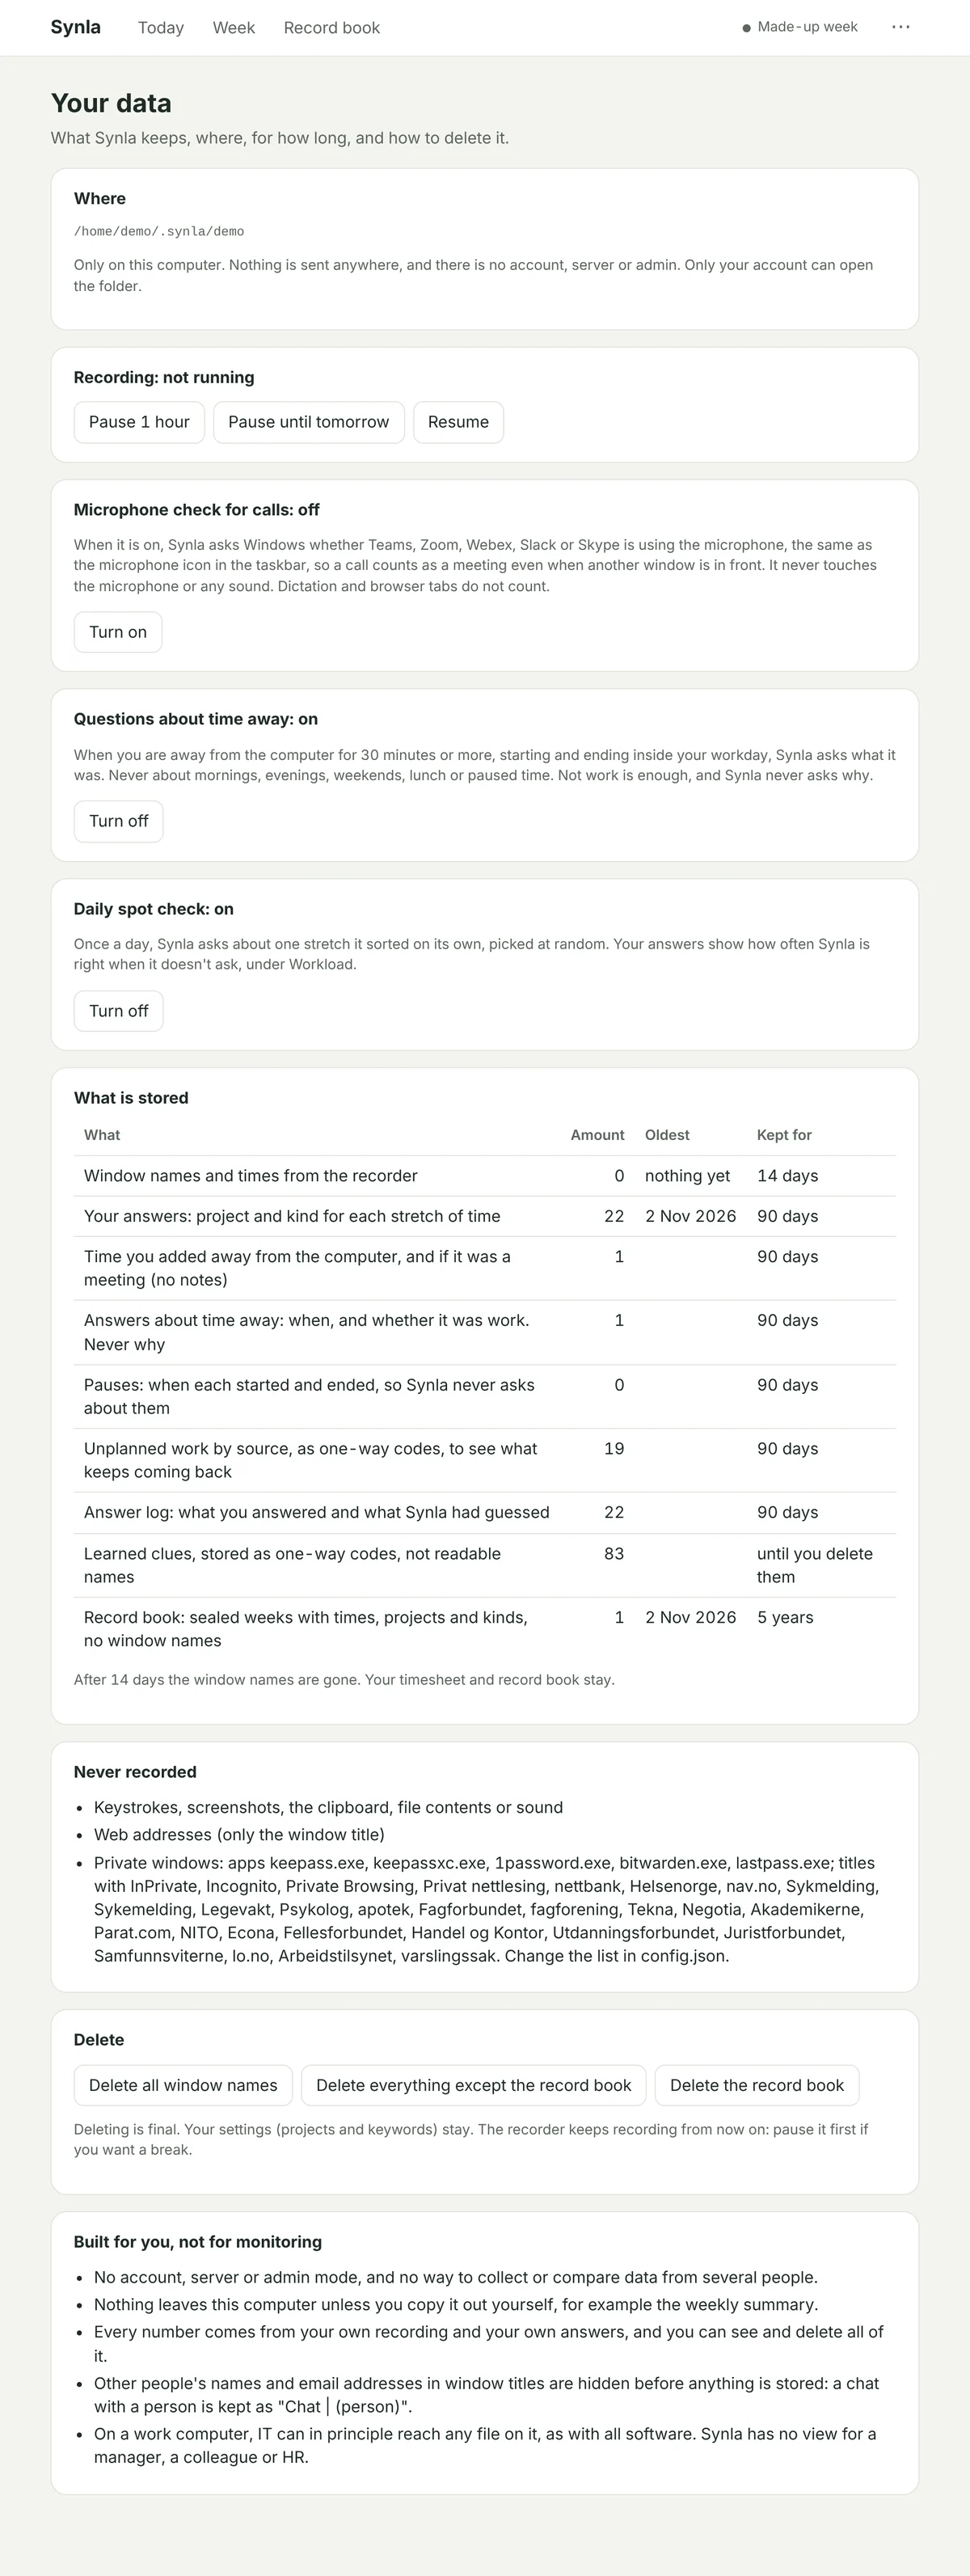 Synla Today Week Record book ● Made-up week ···
Your data
What Synla keeps, where, for how long, and how to delete it.
Where
/home/demo/.synla/demo
Only on this computer. Nothing is sent anywhere, and there is no account, server or admin. Only your account can open
the folder.
Recording: not running
Pause 1 hour Pause until tomorrow Resume
Microphone check for calls: off
When it is on, Synla asks Windows whether Teams, Zoom, Webex, Slack or Skype is using the microphone, the same as
the microphone icon in the taskbar, so a call counts as a meeting even when another window is in front. It never touches
the microphone or any sound. Dictation and browser tabs do not count.
Turn on
Questions about time away: on
When you are away from the computer for 30 minutes or more, starting and ending inside your workday, Synla asks what it
was. Never about mornings, evenings, weekends, lunch or paused time. Not work is enough, and Synla never asks why.
Turn off
Daily spot check: on
Once a day, Synla asks about one stretch it sorted on its own, picked at random. Your answers show how often Synla is
right when it doesn't ask, under Workload.
Turn off
What is stored
What Amount Oldest Kept for
Window names and times from the recorder 0 nothing yet 14 days
Your answers: project and kind for each stretch of time 22 2 Nov 2026 90 days
Time you added away from the computer, and if it was a 1 90 days
meeting (no notes)
Answers about time away: when, and whether it was work. 1 90 days
Never why
Pauses: when each started and ended, so Synla never asks 0 90 days
about them
Unplanned work by source, as one-way codes, to see what 19 90 days
keeps coming back
Answer log: what you answered and what Synla had guessed 22 90 days
Learned clues, stored as one-way codes, not readable 83 until you delete
names them
Record book: sealed weeks with times, projects and kinds, 1 2 Nov 2026 5 years
no window names
After 14 days the window names are gone. Your timesheet and record book stay.
Never recorded
• Keystrokes, screenshots, the clipboard, file contents or sound
• Web addresses (only the window title)
• Private windows: apps keepass.exe, keepassxc.exe, 1password.exe, bitwarden.exe, lastpass.exe; titles
with InPrivate, Incognito, Private Browsing, Privat nettlesing, nettbank, Helsenorge, nav.no, Sykmelding,
Sykemelding, Legevakt, Psykolog, apotek, Fagforbundet, fagforening, Tekna, Negotia, Akademikerne,
Parat.com, NITO, Econa, Fellesforbundet, Handel og Kontor, Utdanningsforbundet, Juristforbundet,
Samfunnsviterne, lo.no, Arbeidstilsynet, varslingssak. Change the list in config.json.
Delete
Delete all window names Delete everything except the record book Delete the record book
Deleting is final. Your settings (projects and keywords) stay. The recorder keeps recording from now on: pause it first if
you want a break.
Built for you, not for monitoring
• No account, server or admin mode, and no way to collect or compare data from several people.
• Nothing leaves this computer unless you copy it out yourself, for example the weekly summary.
• Every number comes from your own recording and your own answers, and you can see and delete all of
it.
• Other people's names and email addresses in window titles are hidden before anything is stored: a chat
with a person is kept as "Chat | (person)".
• On a work computer, IT can in principle reach any file on it, as with all software. Synla has no view for a
manager, a colleague or HR.